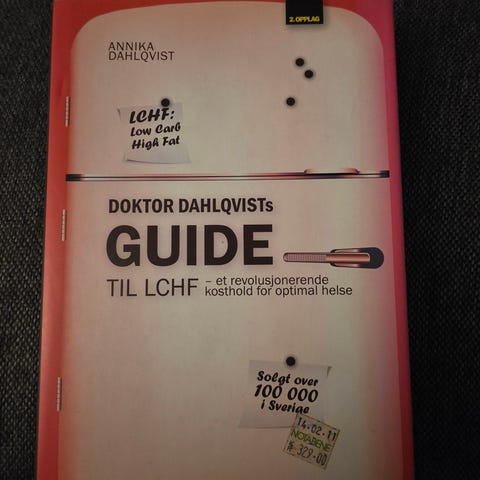 2. OPPLAG
ANNIKA
DAHLQVIST
LCHF:
Low Carb
High Fat
DOKTOR DAHLQVISTs
GUIDE
TIL LCHF – et revolusjonerende
kosthold for optimal helse
Solgt over
100 000
i Sverige
14.02.11
NOTABENE
329-00